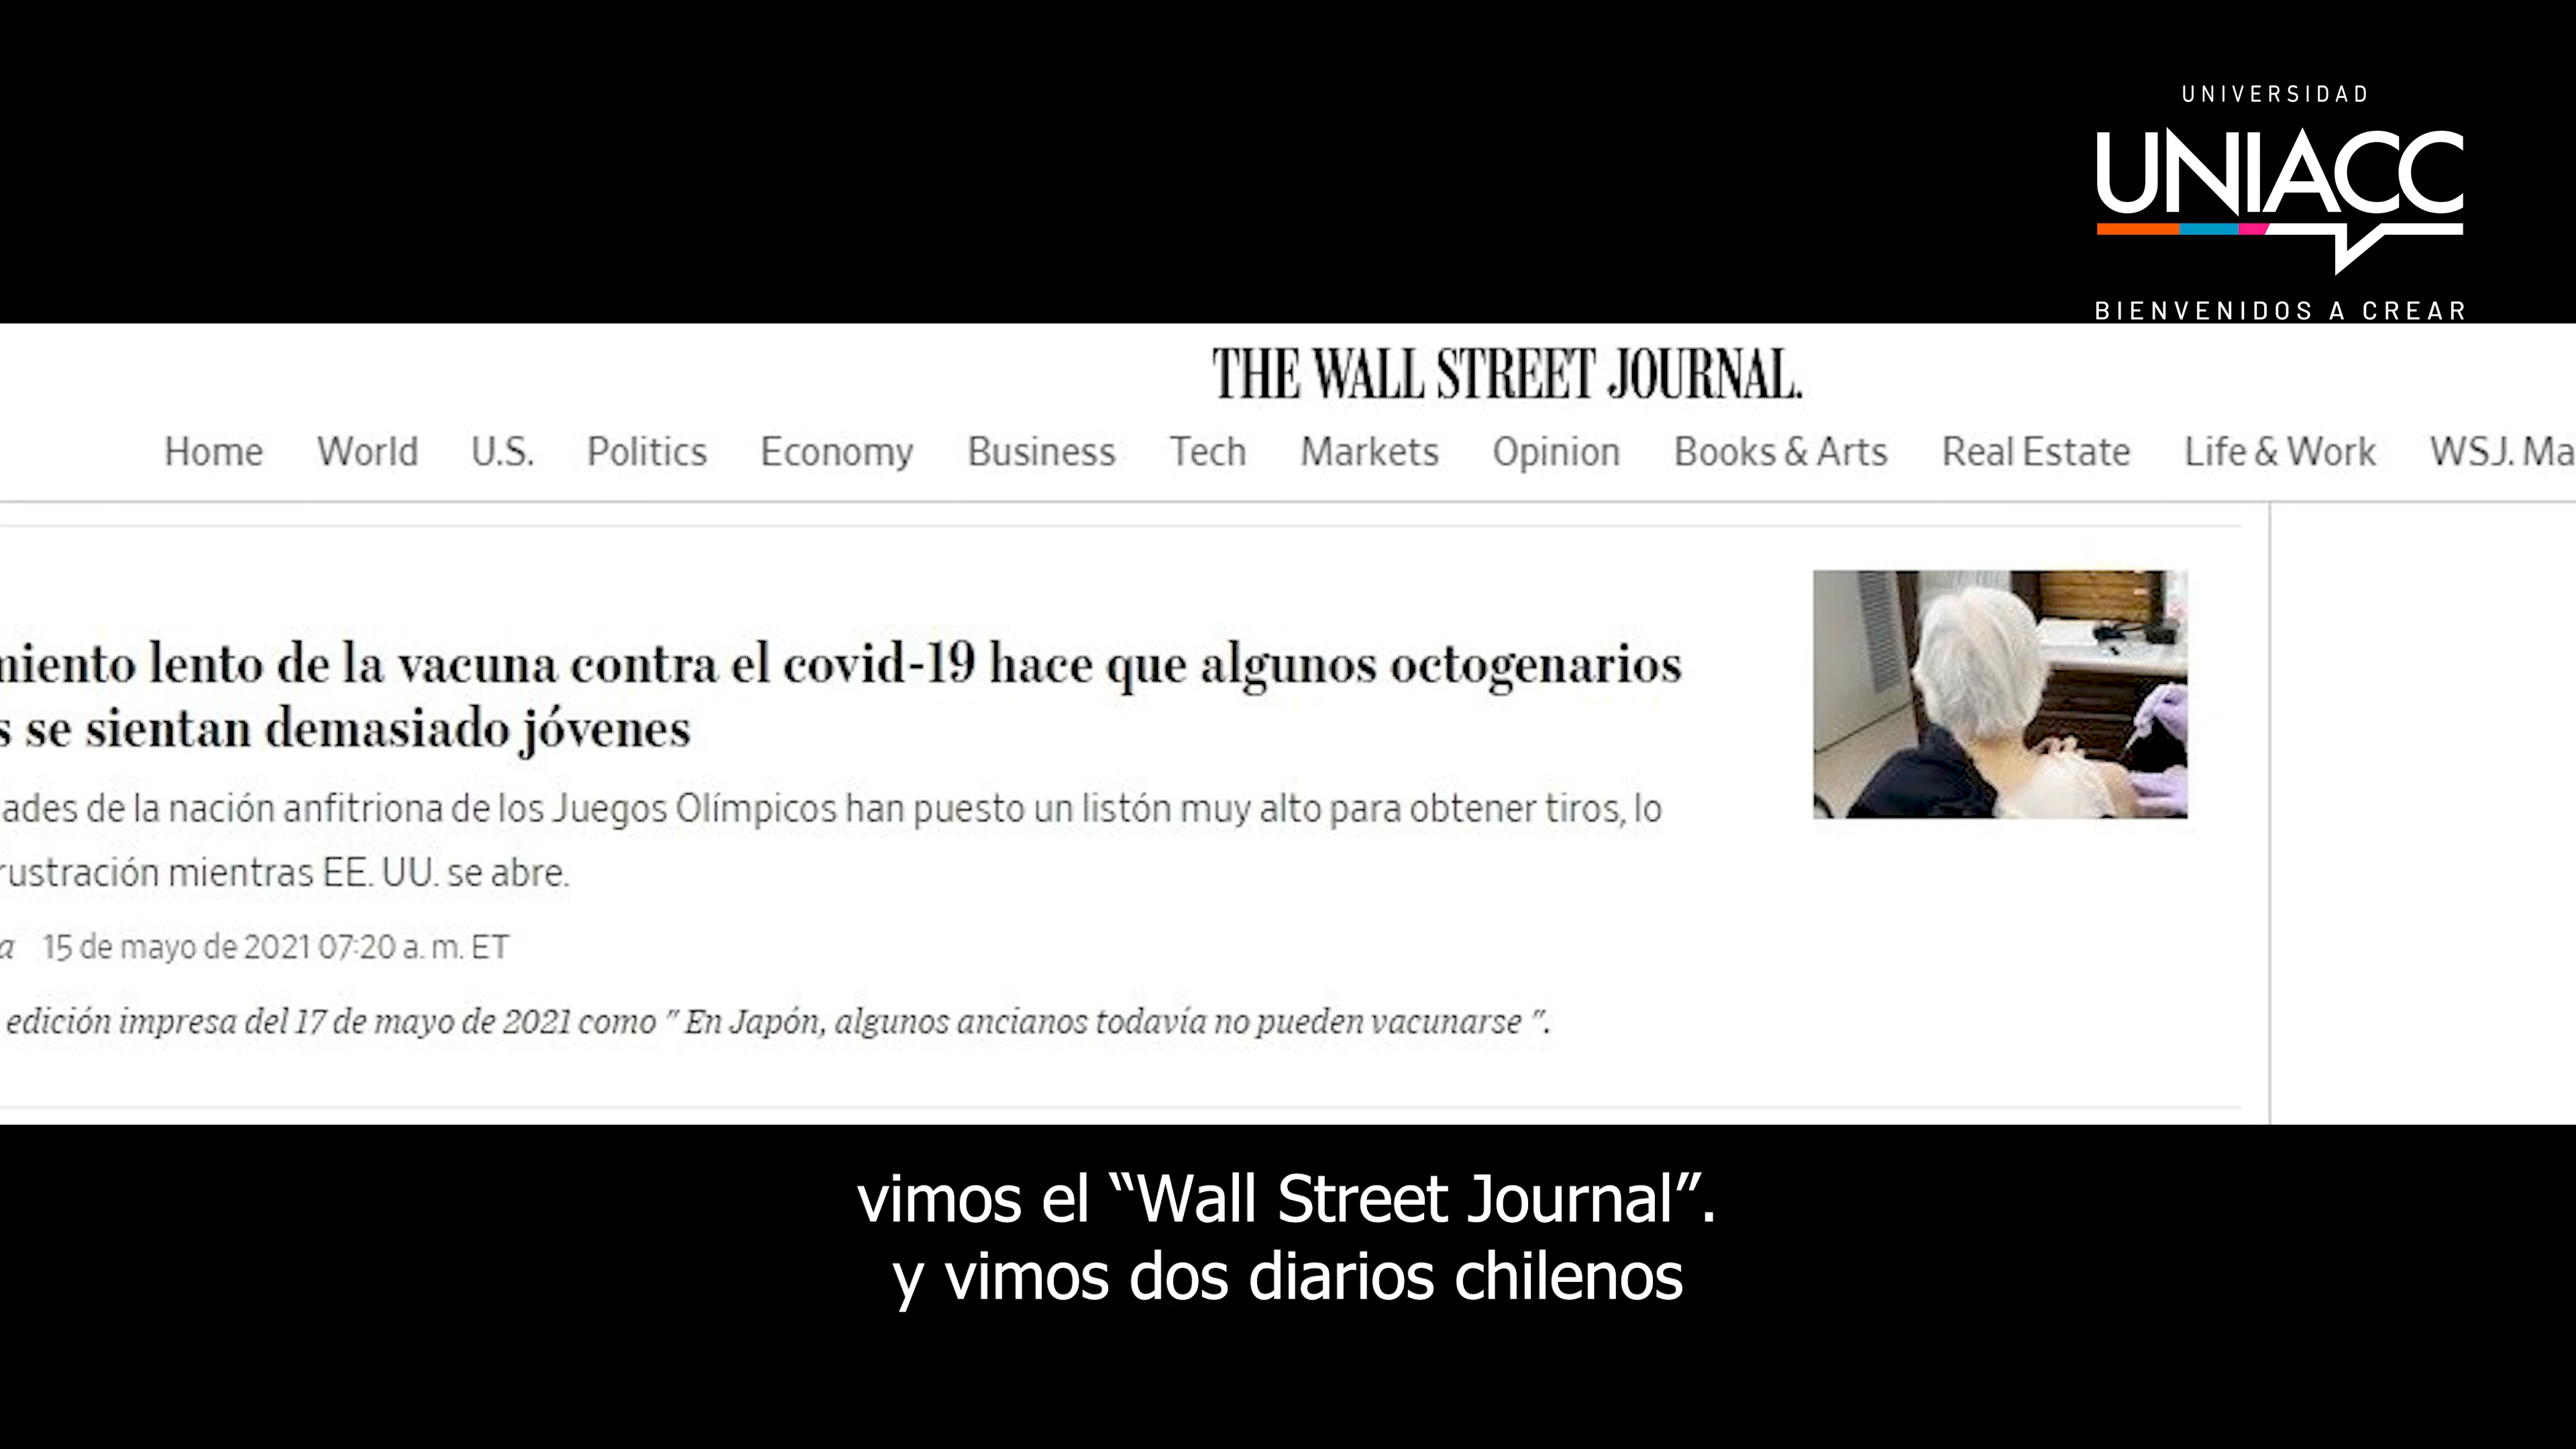 UNIVERSIDAD
UNIACC
BIENVENIDOS A CREAR
THE WALL STREET JOURNAL.
Home World U.S. Politics Economy Business Tech Markets Opinion Books & Arts Real Estate Life & Work WSJ. Ma
miento lento de la vacuna contra el covid-19 hace que algunos octogenarios
s se sientan demasiado jóvenes
ades de la nación anfitriona de los Juegos Olímpicos han puesto un listón muy alto para obtener tiros, lo
rustración mientras EE. UU. se abre.
a 15 de mayo de 2021 07:20 a. m. ET
edición impresa del 17 de mayo de 2021 como " En Japón, algunos ancianos todavía no pueden vacunarse ".
vimos el “Wall Street Journal”.
y vimos dos diarios chilenos